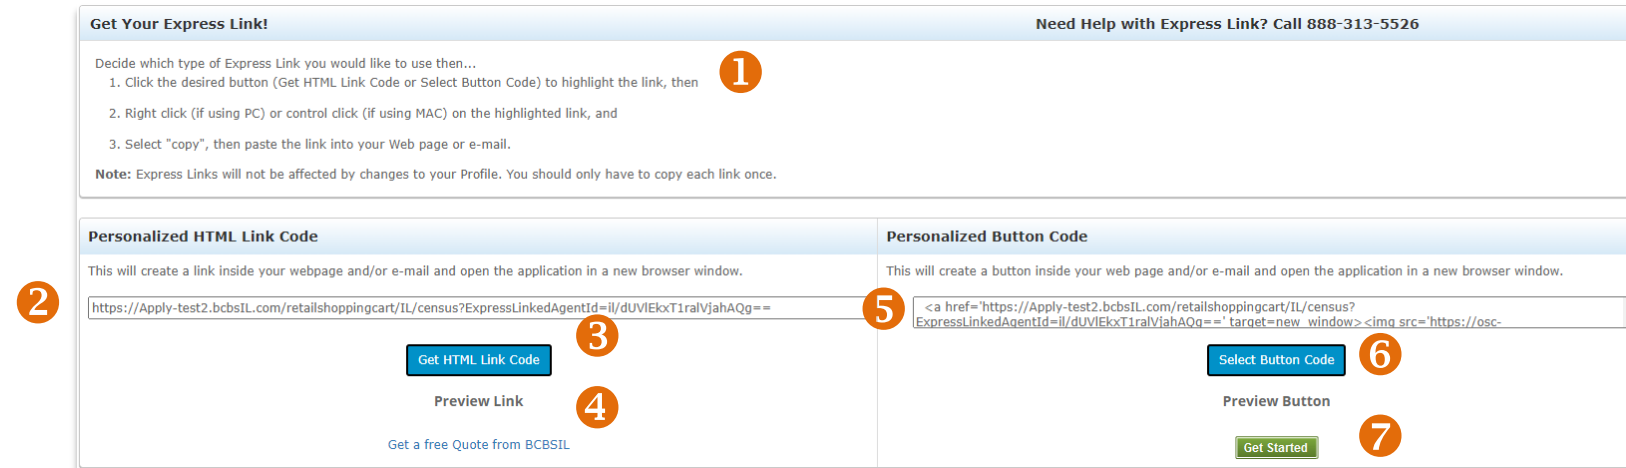 Get Your Express Link!
Need Help with Express Link? Call 888-313-5526
Decide which type of Express Link you would like to use then...
1
1. Click the desired button (Get HTML Link Code or Select Button Code) to highlight the link, then
2. Right click (if using PC) or control click (if using MAC) on the highlighted link, and
3. Select "copy", then paste the link into your Web page or e-mail.
Note: Express Links will not be affected by changes to your Profile. You should only have to copy each link once.
Personalized HTML Link Code
This will create a link inside your webpage and/or e-mail and open the application in a new browser window.
2
https://Apply-test2.bcbsIL.com/retailshoppingcart/IL/census?ExpressLinkedAgentId=il/dUVlEkxT1ralVjahAQg==
3
Get HTML Link Code
4
Preview Link
Get a free Quote from BCBSIL
Personalized Button Code
This will create a button inside your web page and/or e-mail and open the application in a new browser window.
5
<a href='https://Apply-test2.bcbsIL.com/retailshoppingcart/IL/census?
ExpressLinkedAgentId=il/dUVlEkxT1ralVjahAQg==' target=new_window><img src='https://osc-
6
Select Button Code
Preview Button
7
Get Started